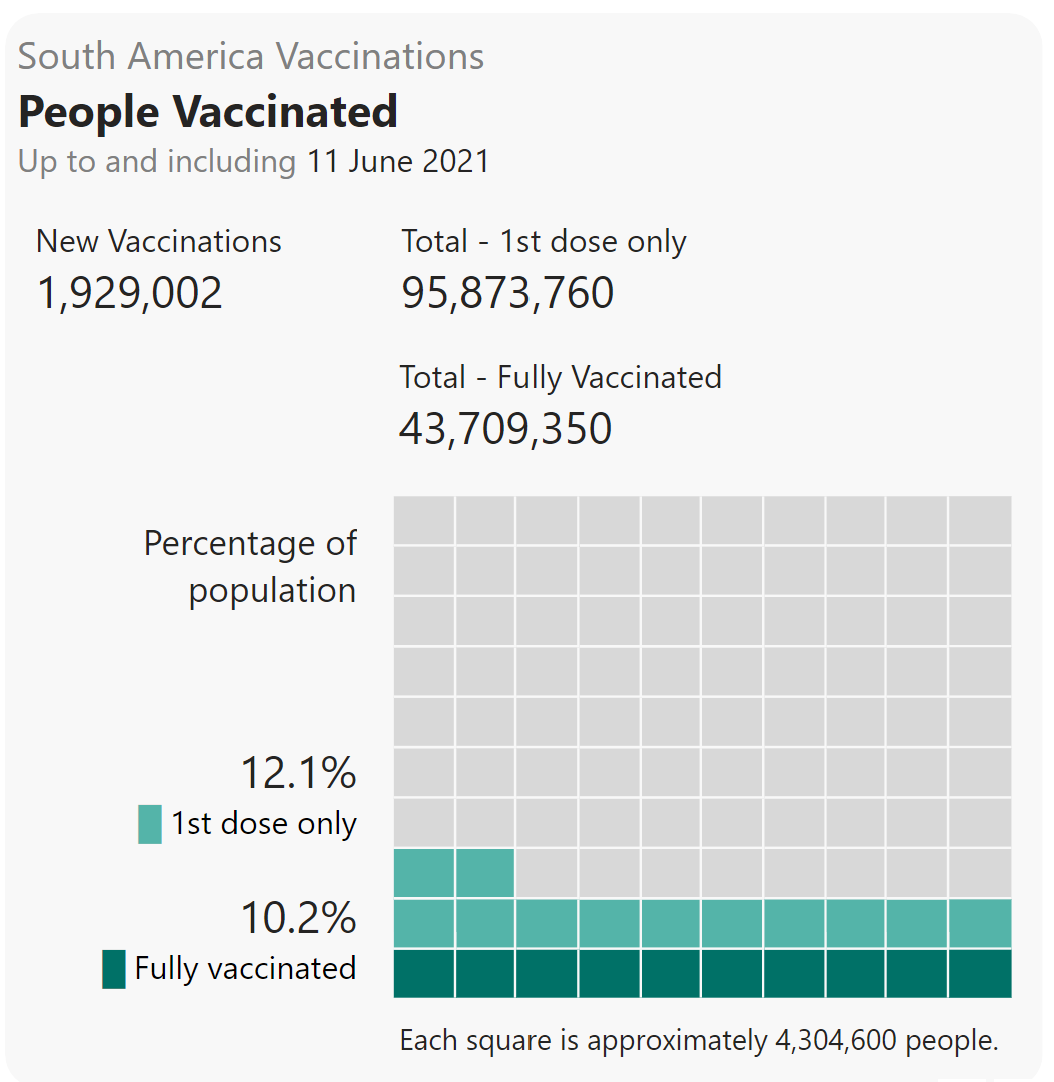 South America Vaccinations
People Vaccinated
Up to and including 11 June 2021
New Vaccinations
1,929,002
Total - 1st dose only
95,873,760
Total - Fully Vaccinated
43,709,350
Percentage of
population
12.1%
1st dose only
10.2%
Fully vaccinated
Each square is approximately 4,304,600 people.